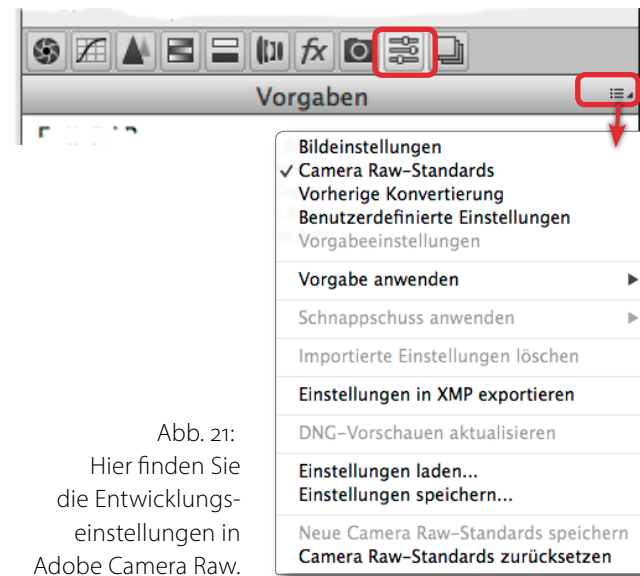 fx
Vorgaben
Bildeinstellungen
✓ Camera Raw-Standards
Vorherige Konvertierung
Benutzerdefinierte Einstellungen
Vorgabeeinstellungen
Vorgabe anwenden
Schnappschuss anwenden
Importierte Einstellungen löschen
Einstellungen in XMP exportieren
DNG-Vorschauen aktualisieren
Einstellungen laden...
Einstellungen speichern...
Neue Camera Raw-Standards speichern
Camera Raw-Standards zurücksetzen
Abb. 21:
Hier finden Sie
die Entwicklungs-
einstellungen in
Adobe Camera Raw.